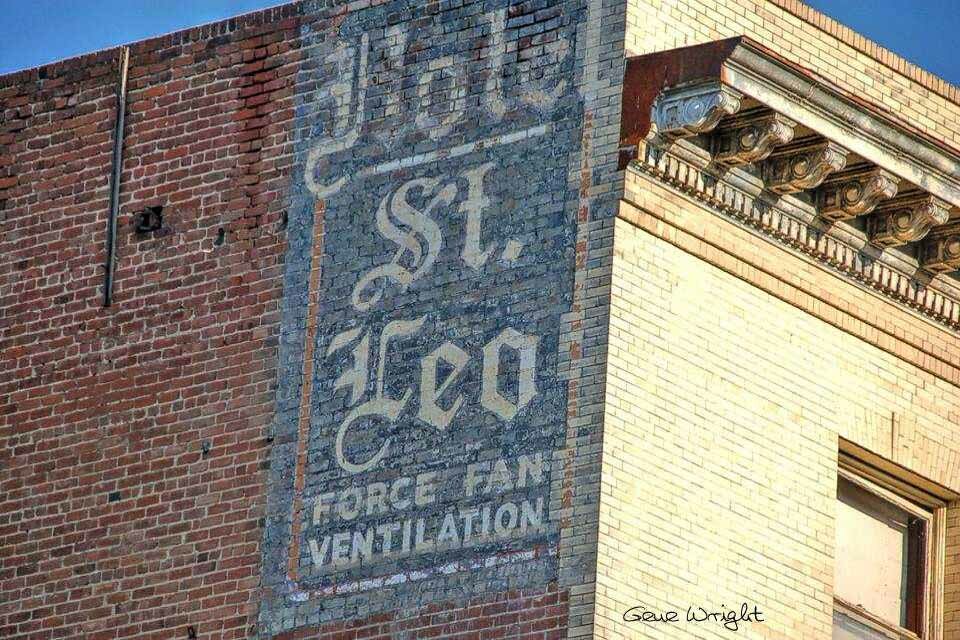 Hotel
St.
Leo
FORCE FAN
VENTILATION
Gene Wright